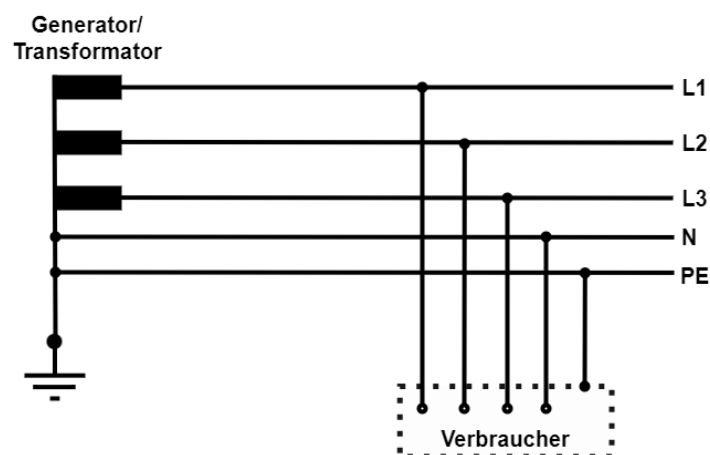 Generator/
Transformator
L1
L2
L3
N
PE
Verbraucher